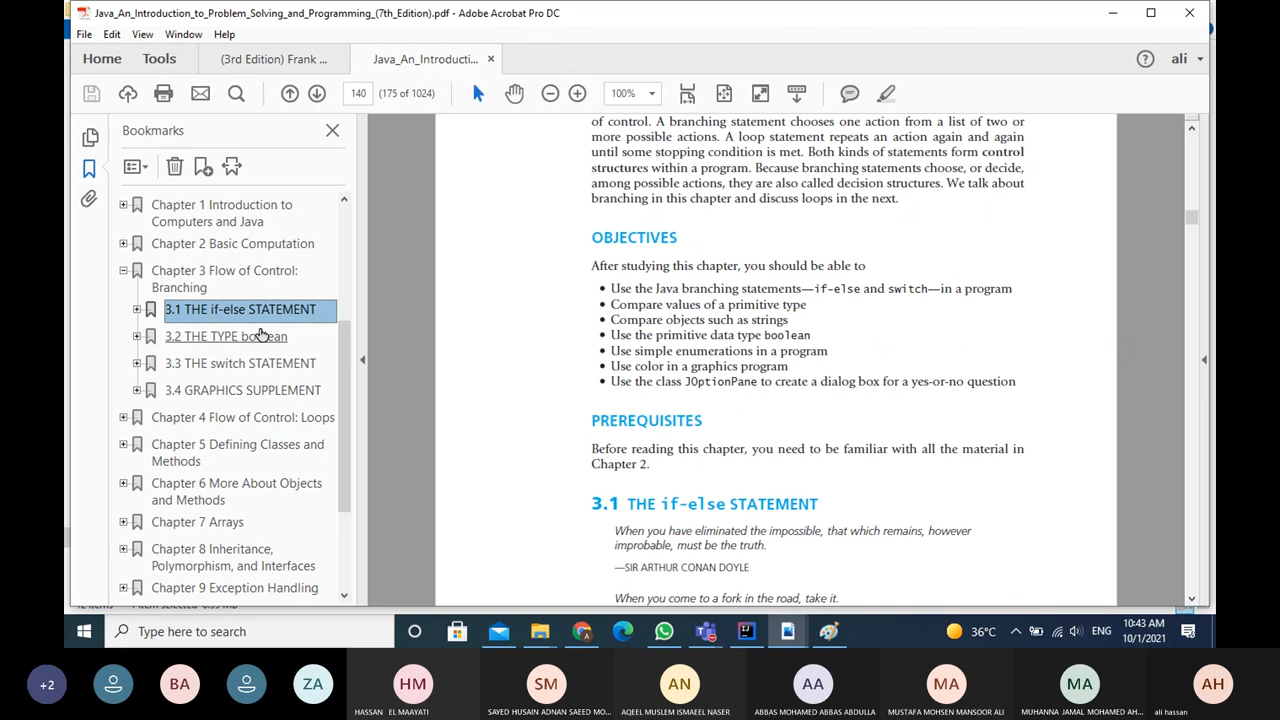 Java_An_Introduction_to_Problem_Solving_and_Programming_(7th_Edition).pdf - Adobe Acrobat Pro DC
File Edit View Window Help
Home Tools (3rd Edition) Frank ... Java_An_Introducti... ali
140 (175 of 1024) 100%
Bookmarks
Chapter 1 Introduction to
Computers and Java
Chapter 2 Basic Computation
Chapter 3 Flow of Control:
Branching
3.1 THE if-else STATEMENT
3.2 THE TYPE boolean
3.3 THE switch STATEMENT
3.4 GRAPHICS SUPPLEMENT
Chapter 4 Flow of Control: Loops
Chapter 5 Defining Classes and
Methods
Chapter 6 More About Objects
and Methods
Chapter 7 Arrays
Chapter 8 Inheritance,
Polymorphism, and Interfaces
Chapter 9 Exception Handling
of control. A branching statement chooses one action from a list of two or
more possible actions. A loop statement repeats an action again and again
until some stopping condition is met. Both kinds of statements form control
structures within a program. Because branching statements choose, or decide,
among possible actions, they are also called decision structures. We talk about
branching in this chapter and discuss loops in the next.
OBJECTIVES
After studying this chapter, you should be able to
• Use the Java branching statements—if-else and switch—in a program
• Compare values of a primitive type
• Compare objects such as strings
• Use the primitive data type boolean
• Use simple enumerations in a program
• Use color in a graphics program
• Use the class JOptionPane to create a dialog box for a yes-or-no question
PREREQUISITES
Before reading this chapter, you need to be familiar with all the material in
Chapter 2.
3.1 THE if-else STATEMENT
When you have eliminated the impossible, that which remains, however
improbable, must be the truth.
—SIR ARTHUR CONAN DOYLE
When you come to a fork in the road, take it.
Type here to search
36°C ENG
10:43 AM
10/1/2021
+2 BA ZA HM SM AN AA MA MA AH
HASSAN EL MAAYATI SAYED HUSAIN ADNAN SAEED MO... AQEEL MUSLEM ISMAEEL NASER ABBAS MOHAMED ABBAS ABDULLA MUSTAFA MOHSEN MANSOOR ALI MUHANNA JAMAL MOHAMED AH... ali hassan